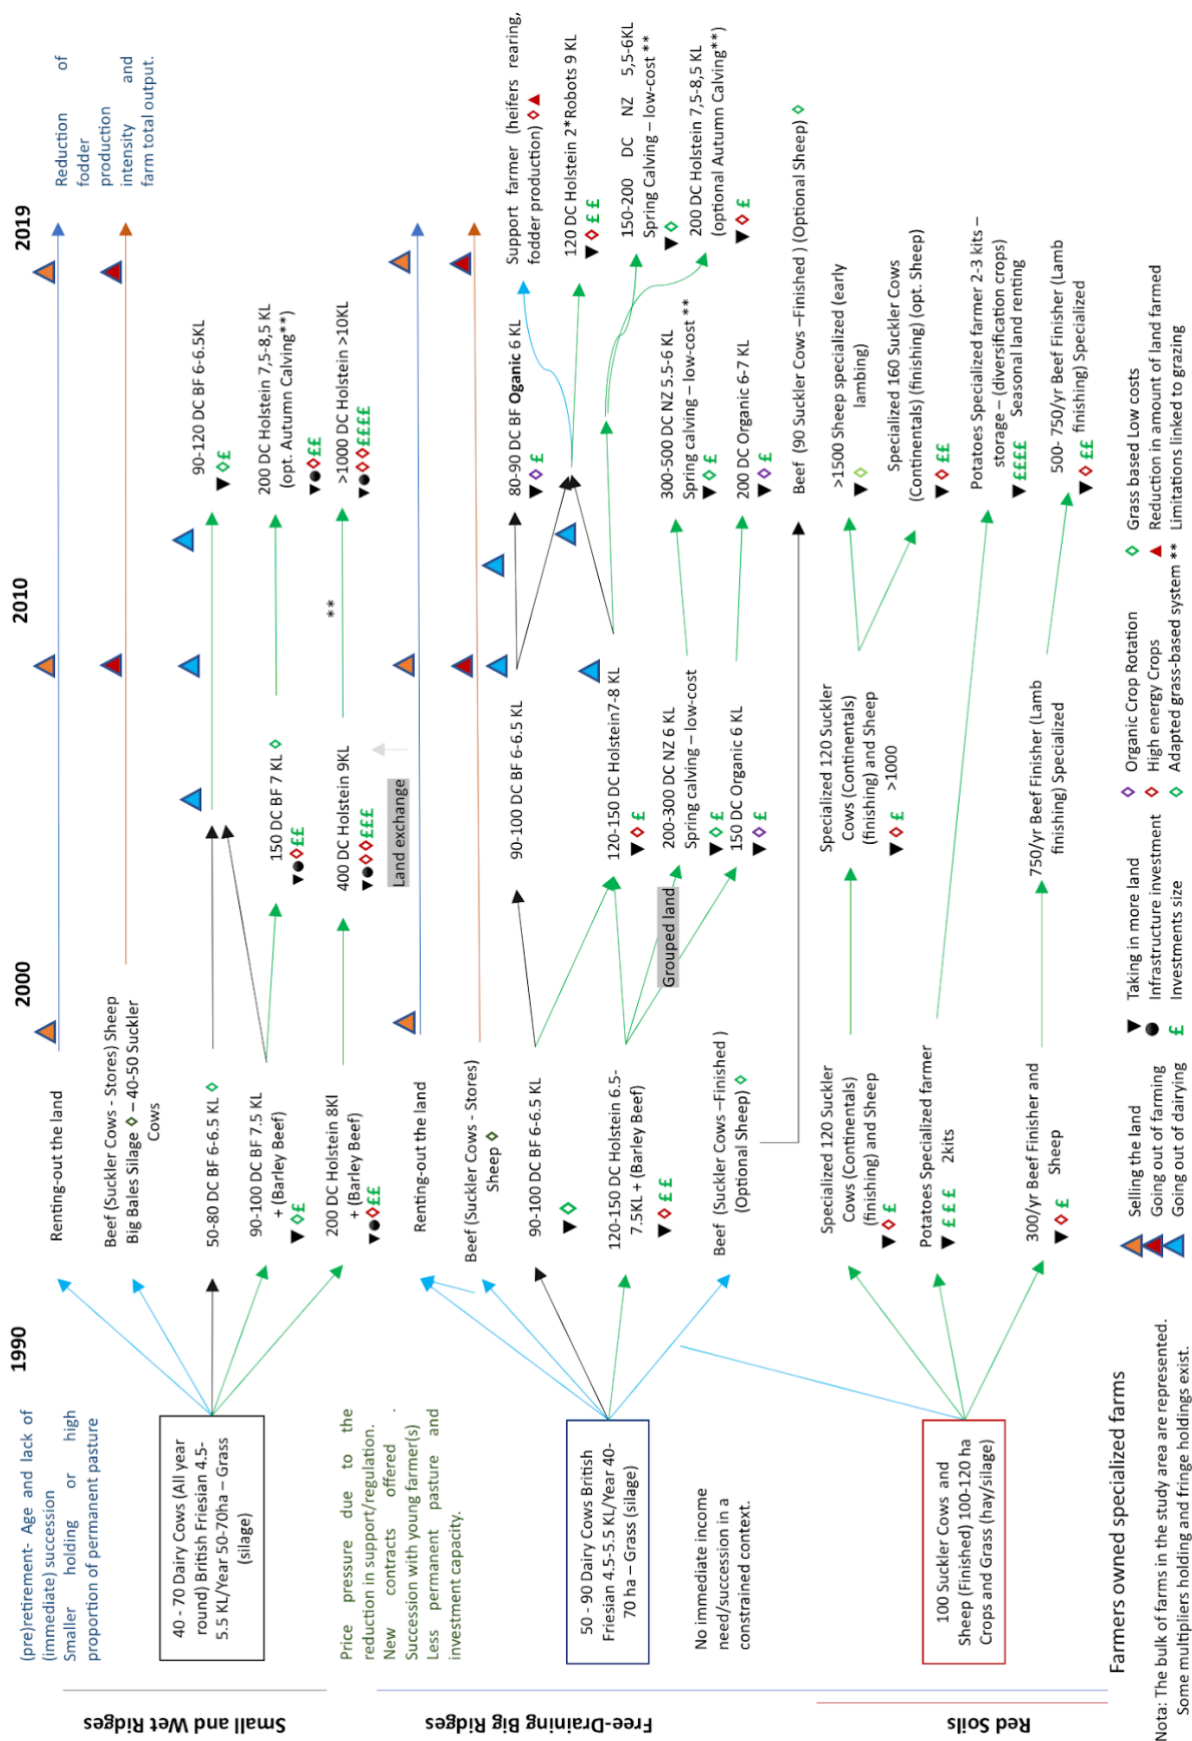 1990
2000
2010
2019
(pre)retirement- Age and lack of
(immediate) succession
Smaller holding or high
proportion of permanent pasture
Renting-out the land
Reduction of
fodder
production
intensity and
farm total output.
Beef (Suckler Cows - Stores) Sheep
Big Bales Silage ◊ – 40-50 Suckler
Cows
Small and Wet Ridges
40 - 70 Dairy Cows (All year
round) British Friesian 4.5-
5.5 KL/Year 50-70ha – Grass
(silage)
50-80 DC BF 6-6.5 KL ◊
90-120 DC BF 6-6.5KL
▼◊£
90-100 DC BF 7.5 KL
+ (Barley Beef)
▼◊£
150 DC BF 7 KL ◊
▼●◊££
200 DC Holstein 7,5-8,5 KL
(opt. Autumn Calving**)
▼●◊££
200 DC Holstein 8Kl
+ (Barley Beef)
▼●◊££
400 DC Holstein 9KL
▼●◊◊£££
**
>1000 DC Holstein >10KL
▼●◊◊◊£££££
Land exchange
Price pressure due to the
reduction in support/regulation.
New contracts offered .
Succession with young farmer(s)
Less permanent pasture and
investment capacity.
Renting-out the land
Beef (Suckler Cows - Stores)
Sheep ◊
Free-Draining Big Ridges
50 - 90 Dairy Cows British
Friesian 4.5-5.5 KL/Year 40-
70 ha – Grass (silage)
90-100 DC BF 6-6.5 KL
▼◊
90-100 DC BF 6-6.5 KL
80-90 DC BF Oganic 6 KL
▼◊£
Support farmer (heifers rearing,
fodder production) ◊▲
120 DC Holstein 2*Robots 9 KL
▼◊££
120-150 DC Holstein 6.5-
7.5KL + (Barley Beef)
▼◊££
120-150 DC Holstein7-8 KL
▼◊£
150-200 DC NZ 5,5-6KL
Spring Calving – low-cost **
▼◊
200-300 DC NZ 6 KL
Spring calving – low-cost
▼◊£
300-500 DC NZ 5.5-6 KL
Spring calving – low-cost **
▼◊£
200 DC Holstein 7,5-8,5 KL
(optional Autumn Calving**)
▼◊£
Grouped land
150 DC Organic 6 KL
▼◊£
200 DC Organic 6-7 KL
▼◊£
No immediate income
need/succession in a
constrained context.
Beef (Suckler Cows –Finished )
(Optional Sheep) ◊
Beef (90 Suckler Cows –Finished ) (Optional Sheep) ◊
Red Soils
100 Suckler Cows and
Sheep (Finished) 100-120 ha
Crops and Grass (hay/silage)
Specialized 120 Suckler
Cows (Continentals)
(finishing) and Sheep
▼◊£
Specialized 120 Suckler
Cows (Continentals)
(finishing) and Sheep
▼◊£ >1000
>1500 Sheep specialized (early
lambing)
▼◊
Specialized 160 Suckler Cows
(Continentals) (finishing) (opt. Sheep)
▼◊££
Potatoes Specialized farmer
2kits
▼£££
Potatoes Specialized farmer 2-3 kits –
storage – (diversification crops)
Seasonal land renting
▼££££
300/yr Beef Finisher and
Sheep
▼◊£
750/yr Beef Finisher (Lamb
finishing) Specialized
500- 750/yr Beef Finisher (Lamb
finishing) Specialized
▼◊££
Farmers owned specialized farms
Nota: The bulk of farms in the study area are represented.
Some multipliers holding and fringe holdings exist.
Selling the land
Going out of farming
Going out of dairying
▼ Taking in more land
● Infrastructure investment
£ Investments size
◊ Organic Crop Rotation
◊ High energy Crops
◊ Adapted grass-based system **
◊ Grass based Low costs
▲ Reduction in amount of land farmed
Limitations linked to grazing